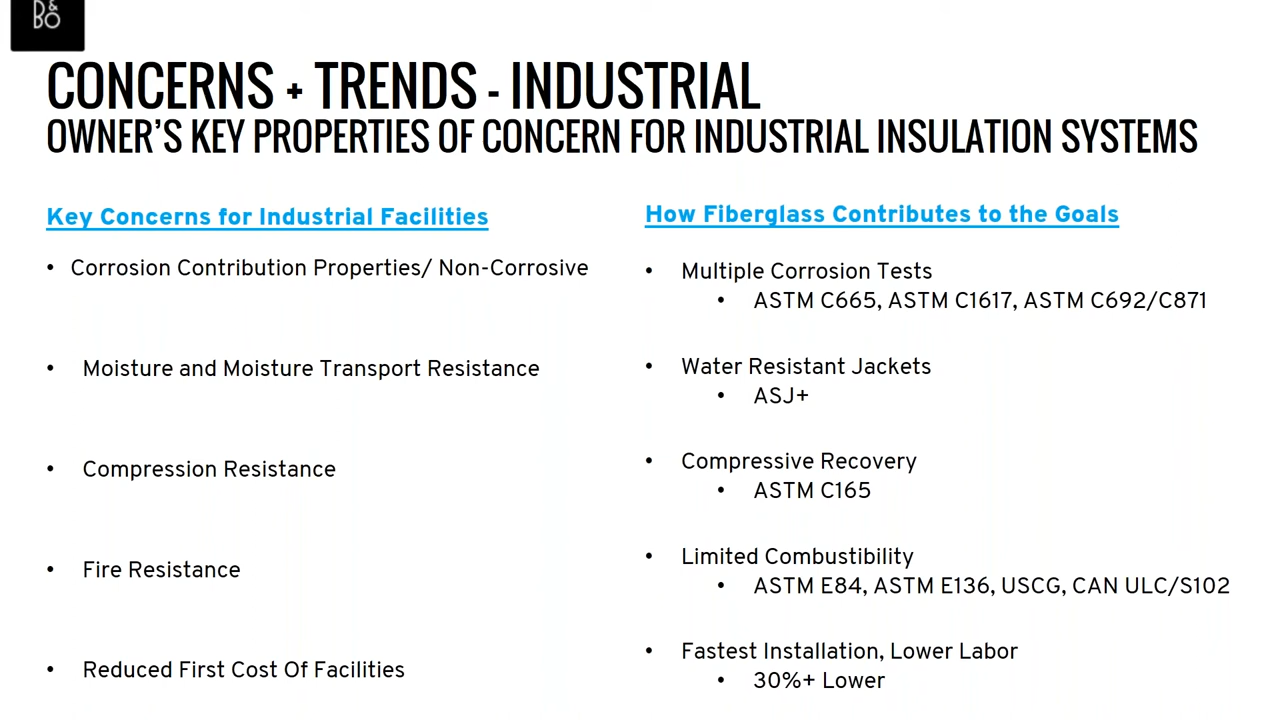 B&
BO
CONCERNS + TRENDS - INDUSTRIAL
OWNER'S KEY PROPERTIES OF CONCERN FOR INDUSTRIAL INSULATION SYSTEMS
Key Concerns for Industrial Facilities
• Corrosion Contribution Properties/ Non-Corrosive
• Moisture and Moisture Transport Resistance
• Compression Resistance
• Fire Resistance
• Reduced First Cost Of Facilities
How Fiberglass Contributes to the Goals
• Multiple Corrosion Tests
• ASTM C665, ASTM C1617, ASTM C692/C871
• Water Resistant Jackets
• ASJ+
• Compressive Recovery
• ASTM C165
• Limited Combustibility
• ASTM E84, ASTM E136, USCG, CAN ULC/S102
• Fastest Installation, Lower Labor
• 30%+ Lower